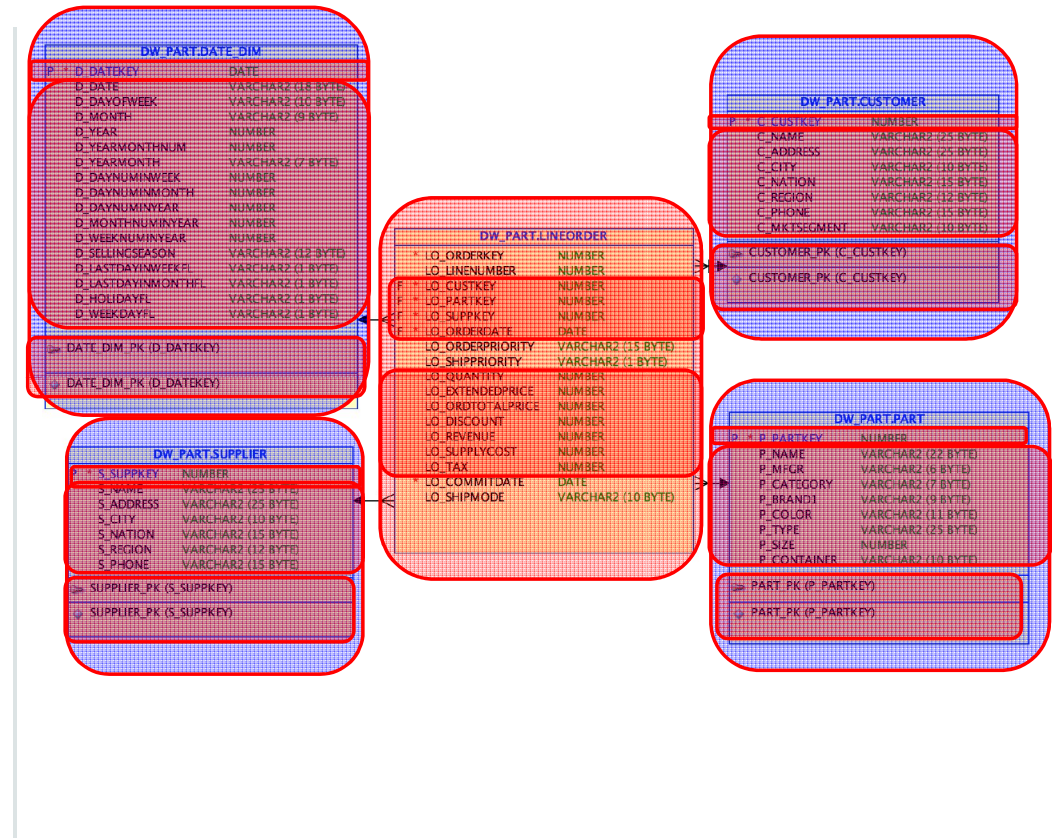 DW_PART.DATE_DIM
P * D_DATEKEY DATE
D_DATE VARCHAR2 (18 BYTE)
D_DAYOFWEEK VARCHAR2 (10 BYTE)
D_MONTH VARCHAR2 (9 BYTE)
D_YEAR NUMBER
D_YEARMONTHNUM NUMBER
D_YEARMONTH VARCHAR2 (7 BYTE)
D_DAYNUMINWEEK NUMBER
D_DAYNUMINMONTH NUMBER
D_DAYNUMINYEAR NUMBER
D_MONTHNUMINYEAR NUMBER
D_WEEKNUMINYEAR NUMBER
D_SELLINGSEASON VARCHAR2 (12 BYTE)
D_LASTDAYINWEEKFL VARCHAR2 (1 BYTE)
D_LASTDAYINMONTHFL VARCHAR2 (1 BYTE)
D_HOLIDAYFL VARCHAR2 (1 BYTE)
D_WEEKDAYFL VARCHAR2 (1 BYTE)
DATE_DIM_PK (D_DATEKEY)
DATE_DIM_PK (D_DATEKEY)
DW_PART.SUPPLIER
P * S_SUPPKEY NUMBER
S_NAME VARCHAR2 (25 BYTE)
S_ADDRESS VARCHAR2 (25 BYTE)
S_CITY VARCHAR2 (10 BYTE)
S_NATION VARCHAR2 (15 BYTE)
S_REGION VARCHAR2 (12 BYTE)
S_PHONE VARCHAR2 (15 BYTE)
SUPPLIER_PK (S_SUPPKEY)
SUPPLIER_PK (S_SUPPKEY)
DW_PART.LINEORDER
* LO_ORDERKEY NUMBER
LO_LINENUMBER NUMBER
F * LO_CUSTKEY NUMBER
F * LO_PARTKEY NUMBER
F * LO_SUPPKEY NUMBER
F * LO_ORDERDATE DATE
LO_ORDERPRIORITY VARCHAR2 (15 BYTE)
LO_SHIPPRIORITY VARCHAR2 (1 BYTE)
LO_QUANTITY NUMBER
LO_EXTENDEDPRICE NUMBER
LO_ORDTOTALPRICE NUMBER
LO_DISCOUNT NUMBER
LO_REVENUE NUMBER
LO_SUPPLYCOST NUMBER
LO_TAX NUMBER
* LO_COMMITDATE DATE
LO_SHIPMODE VARCHAR2 (10 BYTE)
DW_PART.CUSTOMER
P * C_CUSTKEY NUMBER
C_NAME VARCHAR2 (25 BYTE)
C_ADDRESS VARCHAR2 (25 BYTE)
C_CITY VARCHAR2 (10 BYTE)
C_NATION VARCHAR2 (15 BYTE)
C_REGION VARCHAR2 (12 BYTE)
C_PHONE VARCHAR2 (15 BYTE)
C_MKTSEGMENT VARCHAR2 (10 BYTE)
CUSTOMER_PK (C_CUSTKEY)
CUSTOMER_PK (C_CUSTKEY)
DW_PART.PART
P * P_PARTKEY NUMBER
P_NAME VARCHAR2 (22 BYTE)
P_MFGR VARCHAR2 (6 BYTE)
P_CATEGORY VARCHAR2 (7 BYTE)
P_BRAND1 VARCHAR2 (9 BYTE)
P_COLOR VARCHAR2 (11 BYTE)
P_TYPE VARCHAR2 (25 BYTE)
P_SIZE NUMBER
P_CONTAINER VARCHAR2 (10 BYTE)
PART_PK (P_PARTKEY)
PART_PK (P_PARTKEY)